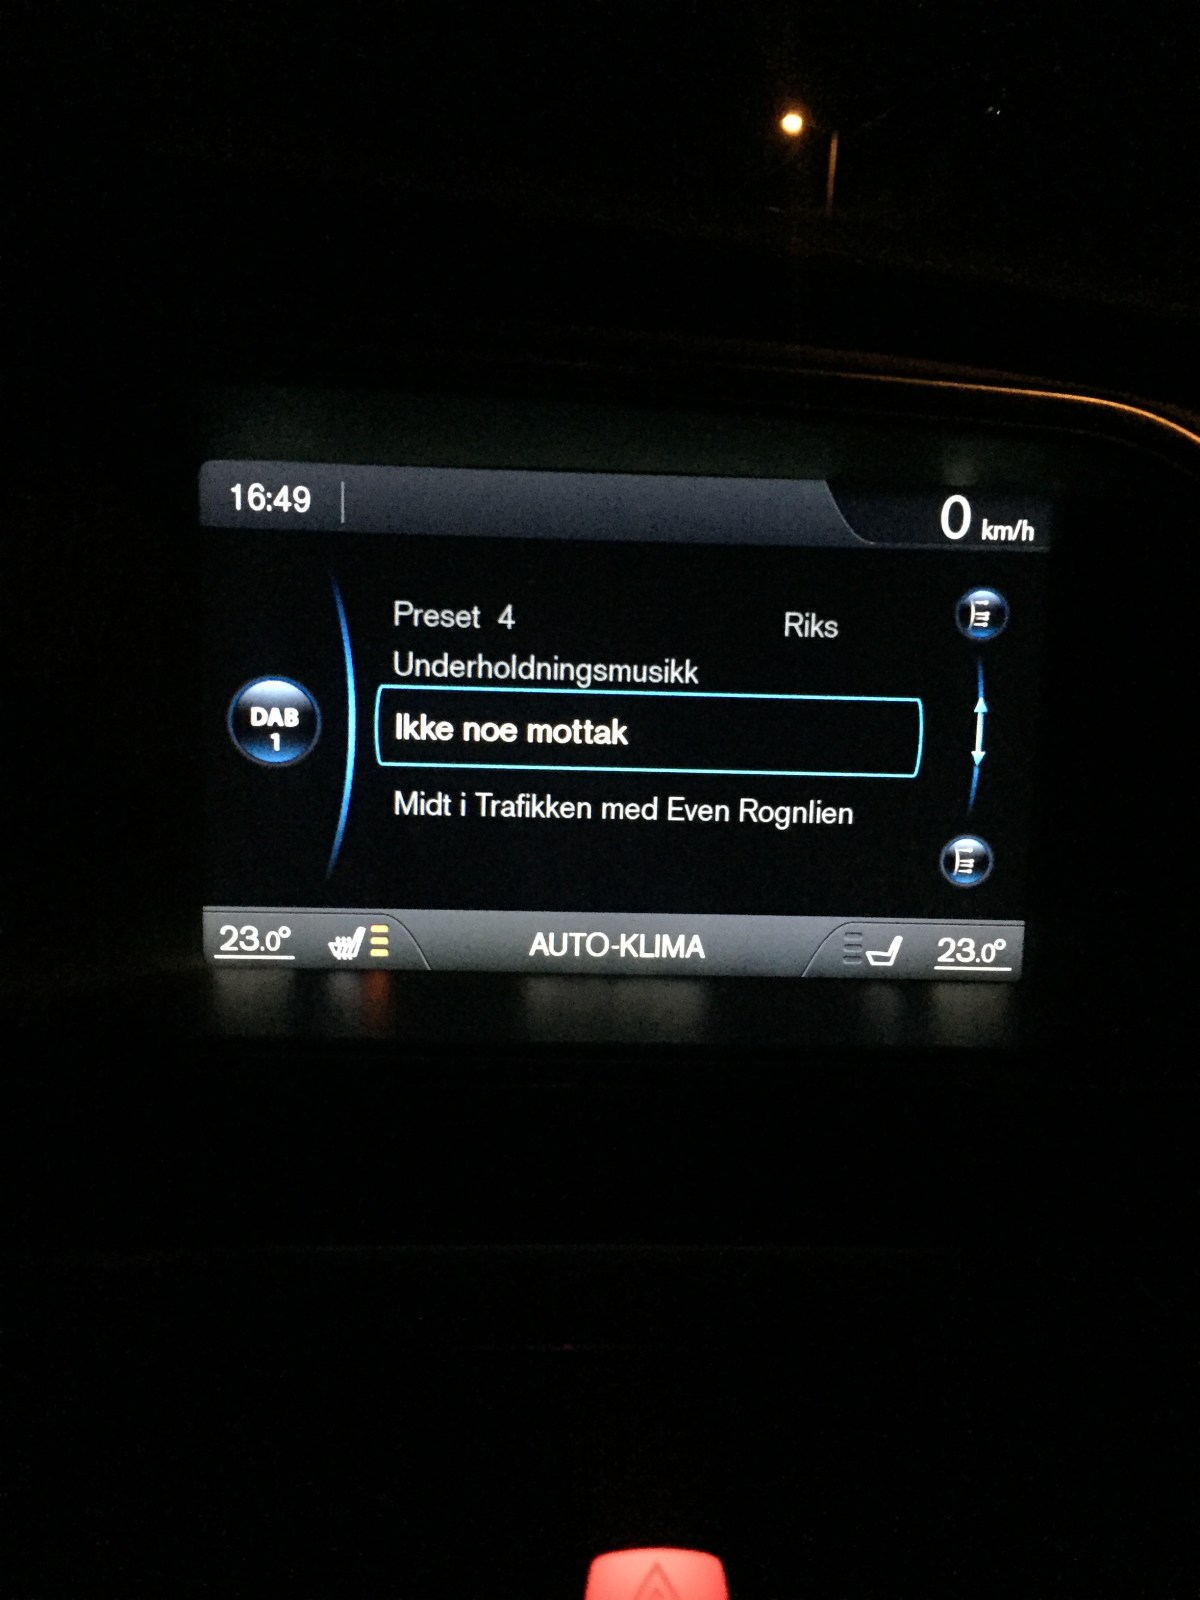 16:49
0 km/h
Preset 4 Riks
Underholdningsmusikk
DAB
1
Ikke noe mottak
Midt i Trafikken med Even Rognlien
23.0° AUTO-KLIMA 23.0°